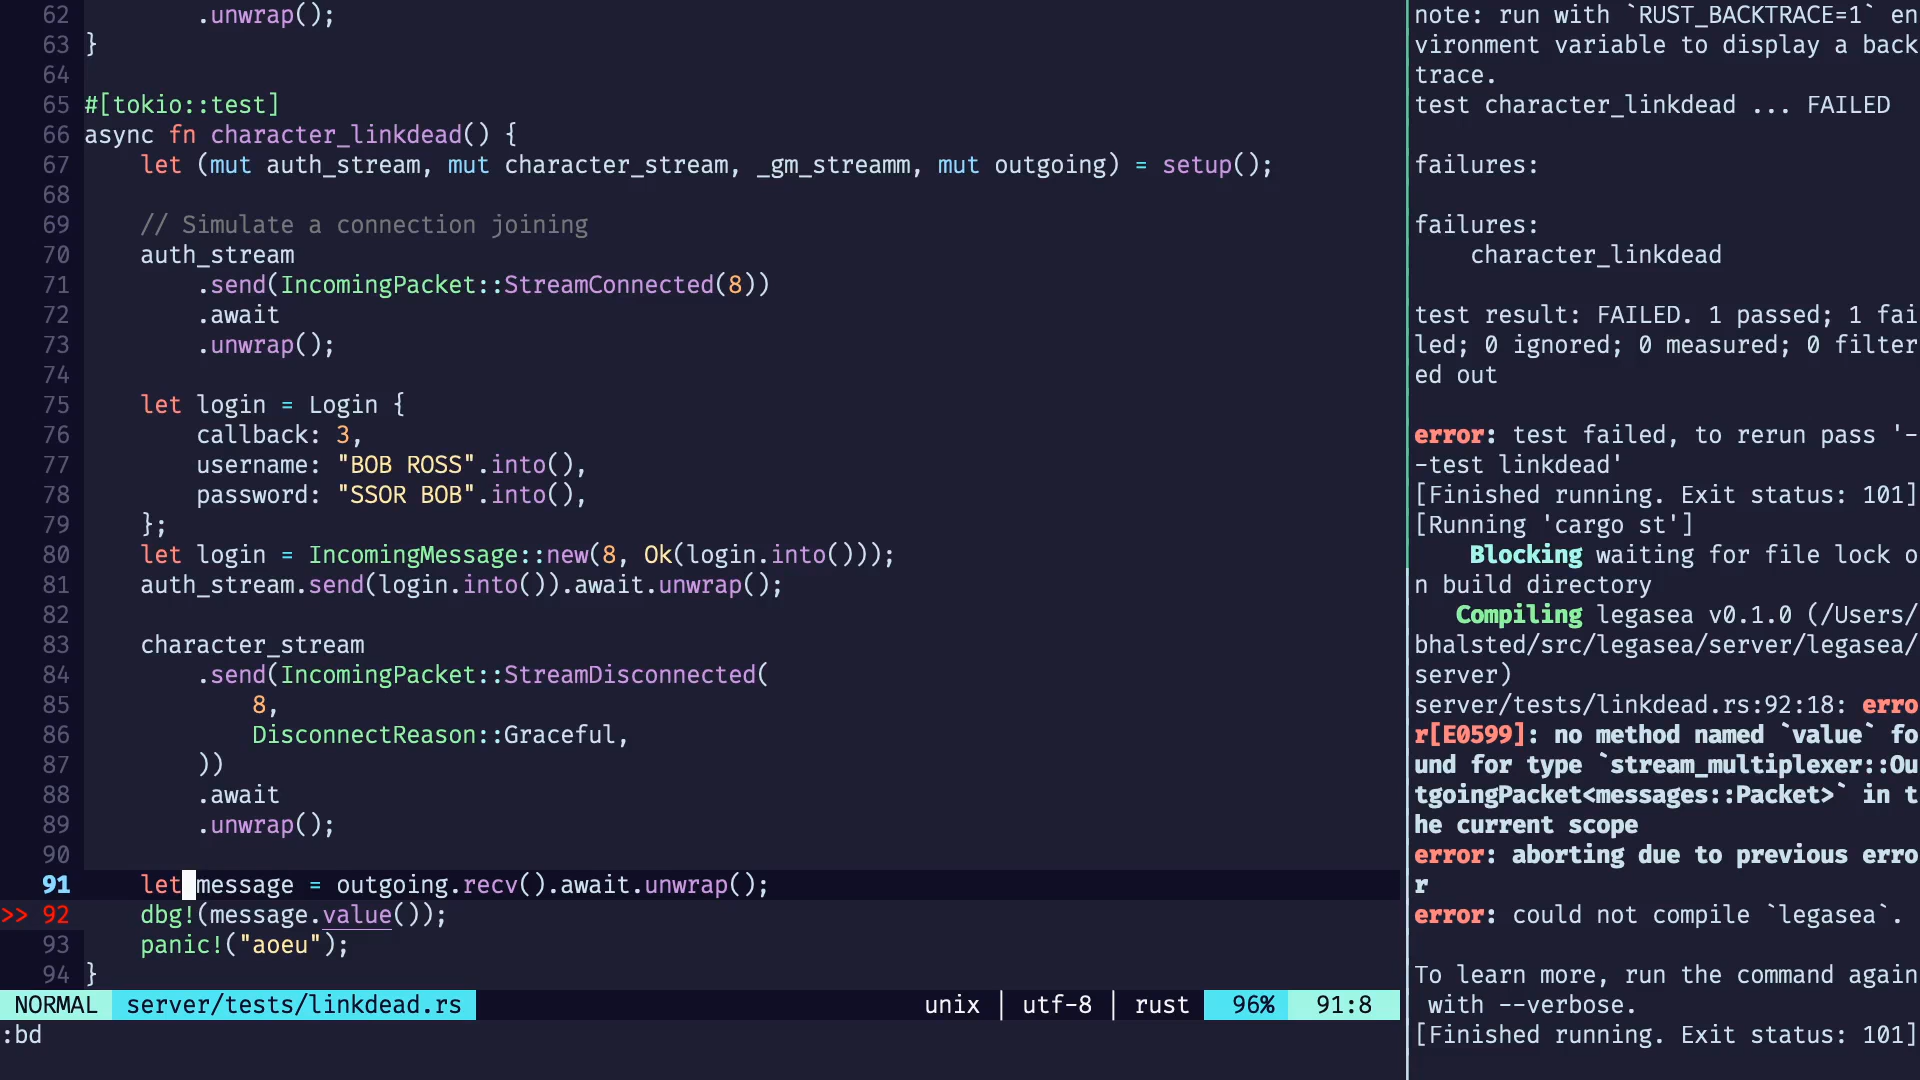 62         .unwrap();
63 }
64
65 #[tokio::test]
66 async fn character_linkdead() {
67     let (mut auth_stream, mut character_stream, _gm_streamm, mut outgoing) = setup();
68
69     // Simulate a connection joining
70     auth_stream
71         .send(IncomingPacket::StreamConnected(8))
72         .await
73         .unwrap();
74
75     let login = Login {
76         callback: 3,
77         username: "BOB ROSS".into(),
78         password: "SSOR BOB".into(),
79     };
80     let login = IncomingMessage::new(8, Ok(login.into()));
81     auth_stream.send(login.into()).await.unwrap();
82
83     character_stream
84         .send(IncomingPacket::StreamDisconnected(
85             8,
86             DisconnectReason::Graceful,
87         ))
88         .await
89         .unwrap();
90
91     let message = outgoing.recv().await.unwrap();
>> 92     dbg!(message.value());
93     panic!("aoeu");
94 }
NORMAL server/tests/linkdead.rs unix | utf-8 | rust 96% 91:8
:bd
note: run with `RUST_BACKTRACE=1` en
vironment variable to display a back
trace.
test character_linkdead ... FAILED

failures:

failures:
    character_linkdead

test result: FAILED. 1 passed; 1 fai
led; 0 ignored; 0 measured; 0 filter
ed out

error: test failed, to rerun pass '-
-test linkdead'
[Finished running. Exit status: 101]
[Running 'cargo st']
    Blocking waiting for file lock o
n build directory
   Compiling legasea v0.1.0 (/Users/
bhalsted/src/legasea/server/legasea/
server)
server/tests/linkdead.rs:92:18: erro
r[E0599]: no method named `value` fo
und for type `stream_multiplexer::Ou
tgoingPacket<messages::Packet>` in t
he current scope
error: aborting due to previous erro
r
error: could not compile `legasea`.

To learn more, run the command again
 with --verbose.
[Finished running. Exit status: 101]